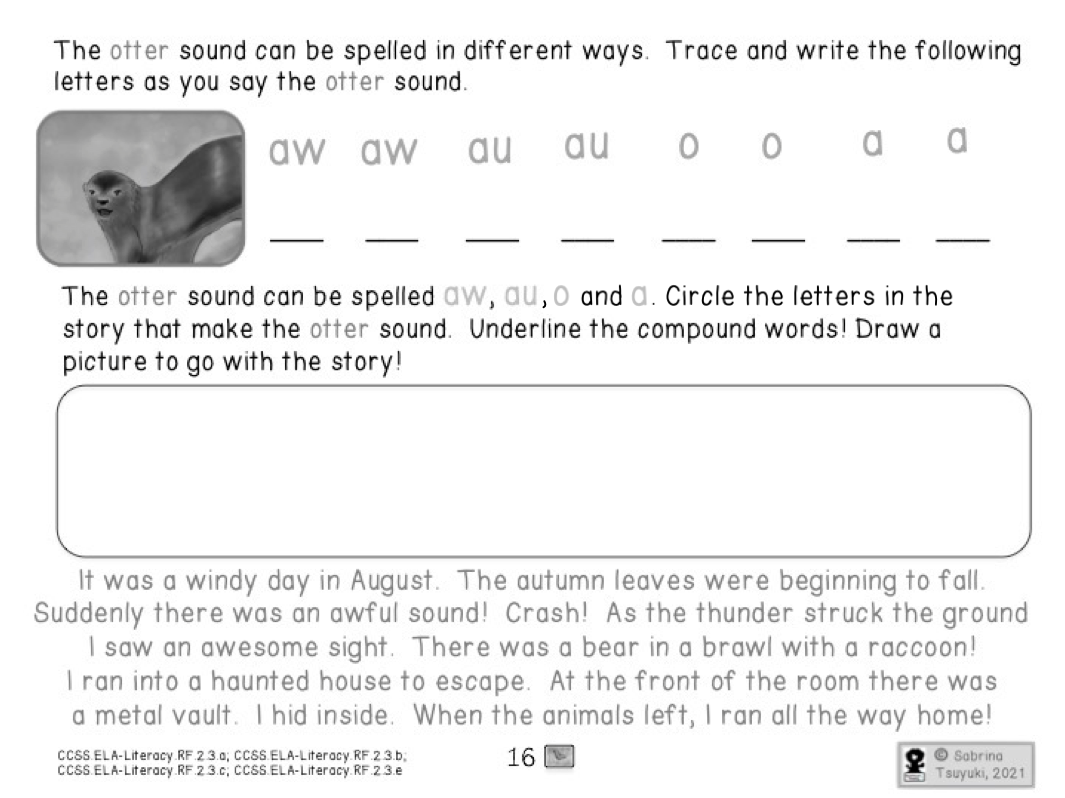 The otter sound can be spelled in different ways. Trace and write the following
letters as you say the otter sound.
aw aw au au o o a a
The otter sound can be spelled aw, au, o and a. Circle the letters in the
story that make the otter sound. Underline the compound words! Draw a
picture to go with the story!
It was a windy day in August. The autumn leaves were beginning to fall.
Suddenly there was an awful sound! Crash! As the thunder struck the ground
I saw an awesome sight. There was a bear in a brawl with a raccoon!
I ran into a haunted house to escape. At the front of the room there was
a metal vault. I hid inside. When the animals left, I ran all the way home!
CCSS.ELA-Literacy.RF.2.3.a; CCSS.ELA-Literacy.RF.2.3.b;
CCSS.ELA-Literacy.RF.2.3.c; CCSS.ELA-Literacy.RF.2.3.e
16
© Sabrina
Tsuyuki, 2021